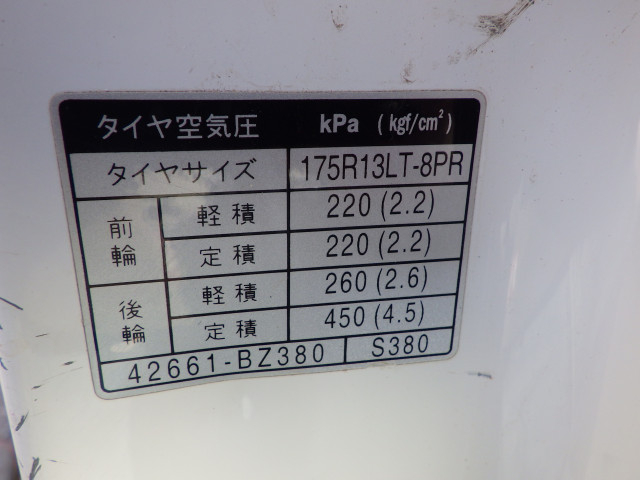 タイヤ空気圧 kPa (kgf/cm²)
タイヤサイズ 175R13LT-8PR
前輪 軽積 220 (2.2)
定積 220 (2.2)
後輪 軽積 260 (2.6)
定積 450 (4.5)
42661-BZ380 S380